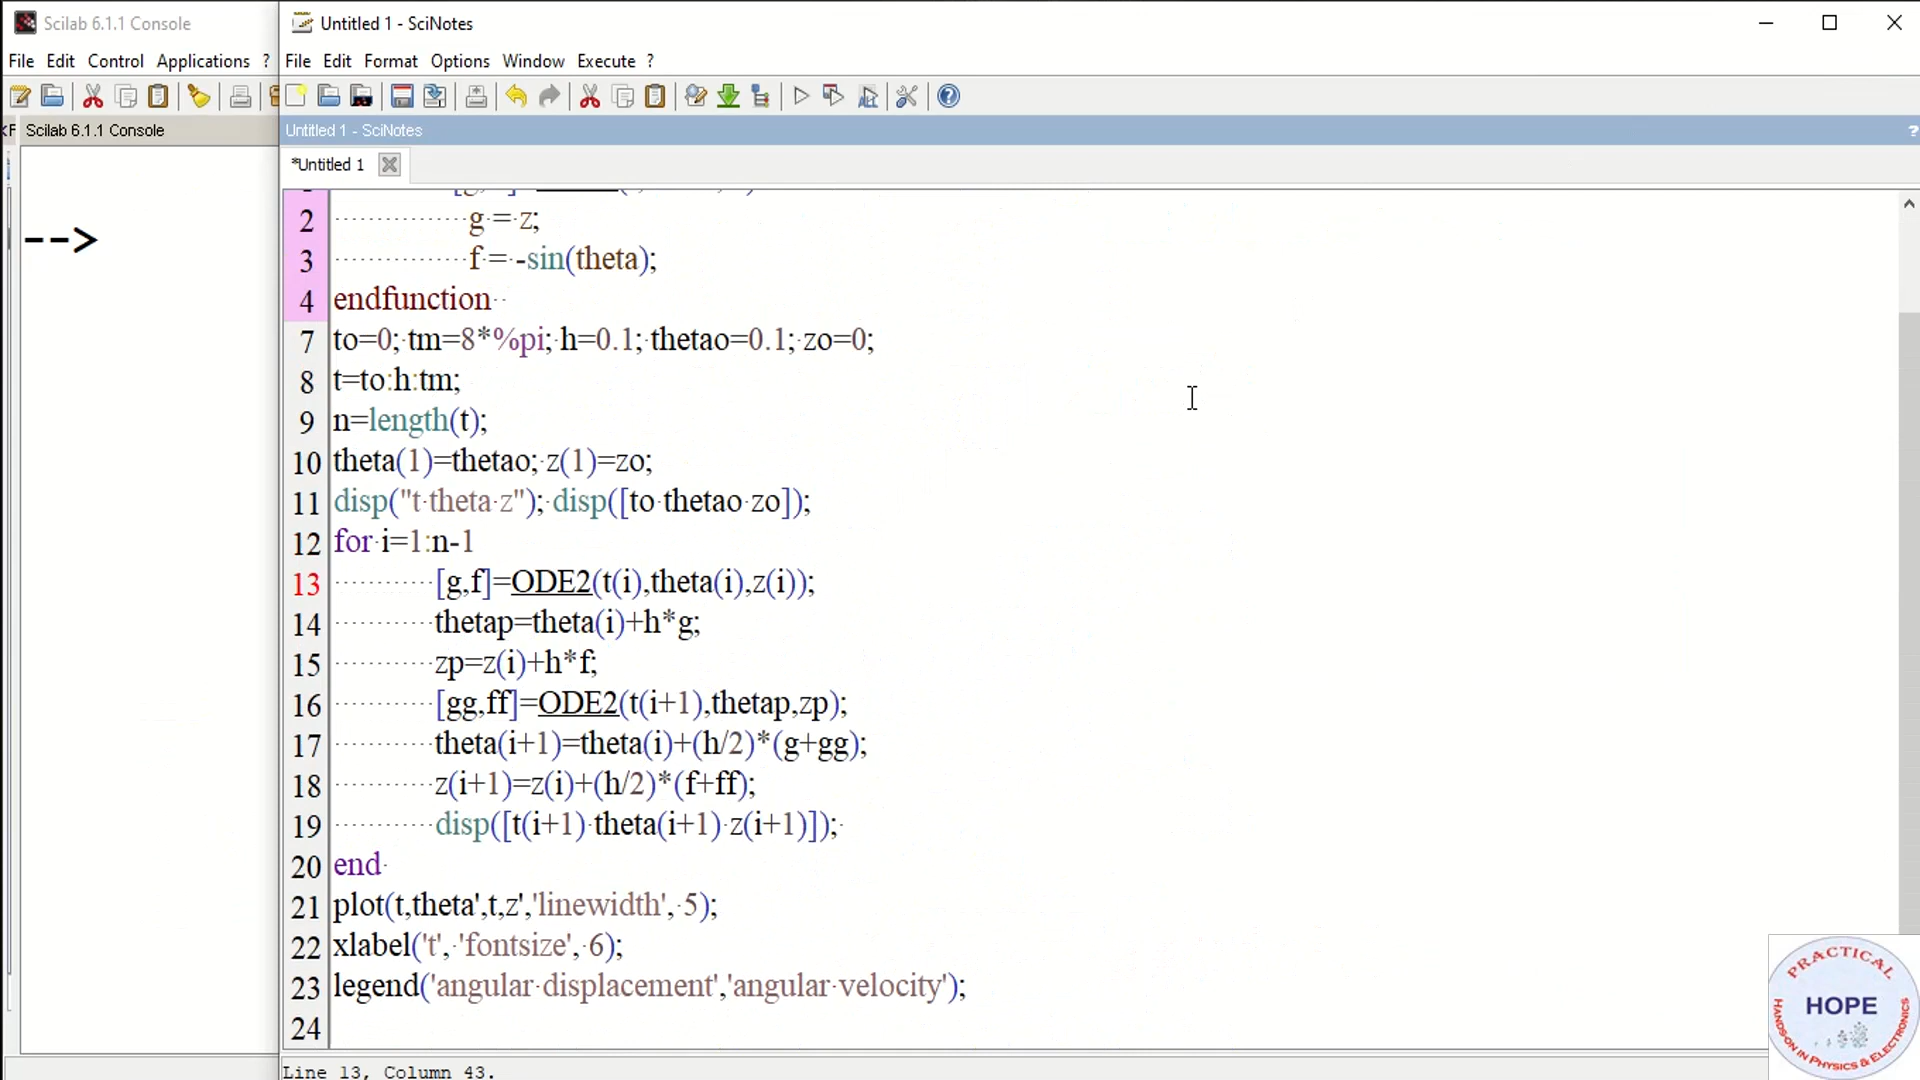 Scilab 6.1.1 Console
Untitled 1 - SciNotes
File Edit Control Applications ?
File Edit Format Options Window Execute ?
Scilab 6.1.1 Console
Untitled 1 - SciNotes
?
*Untitled 1
-->
2 g = z;
3 f = -sin(theta);
4 endfunction
7 to=0; tm=8*%pi; h=0.1; thetao=0.1; zo=0;
8 t=to:h:tm;
9 n=length(t);
10 theta(1)=thetao; z(1)=zo;
11 disp("t theta z"); disp([to thetao zo]);
12 for i=1:n-1
13 [g,f]=ODE2(t(i),theta(i),z(i));
14 thetap=theta(i)+h*g;
15 zp=z(i)+h*f;
16 [gg,ff]=ODE2(t(i+1),thetap,zp);
17 theta(i+1)=theta(i)+(h/2)*(g+gg);
18 z(i+1)=z(i)+(h/2)*(f+ff);
19 disp([t(i+1) theta(i+1) z(i+1)]);
20 end
21 plot(t,theta',t,z','linewidth', 5);
22 xlabel('t', 'fontsize', 6);
23 legend('angular displacement','angular velocity');
24
Line 13, Column 43.
PRACTICAL
HOPE
HANDS ON IN PHYSICS & ELECTRONICS